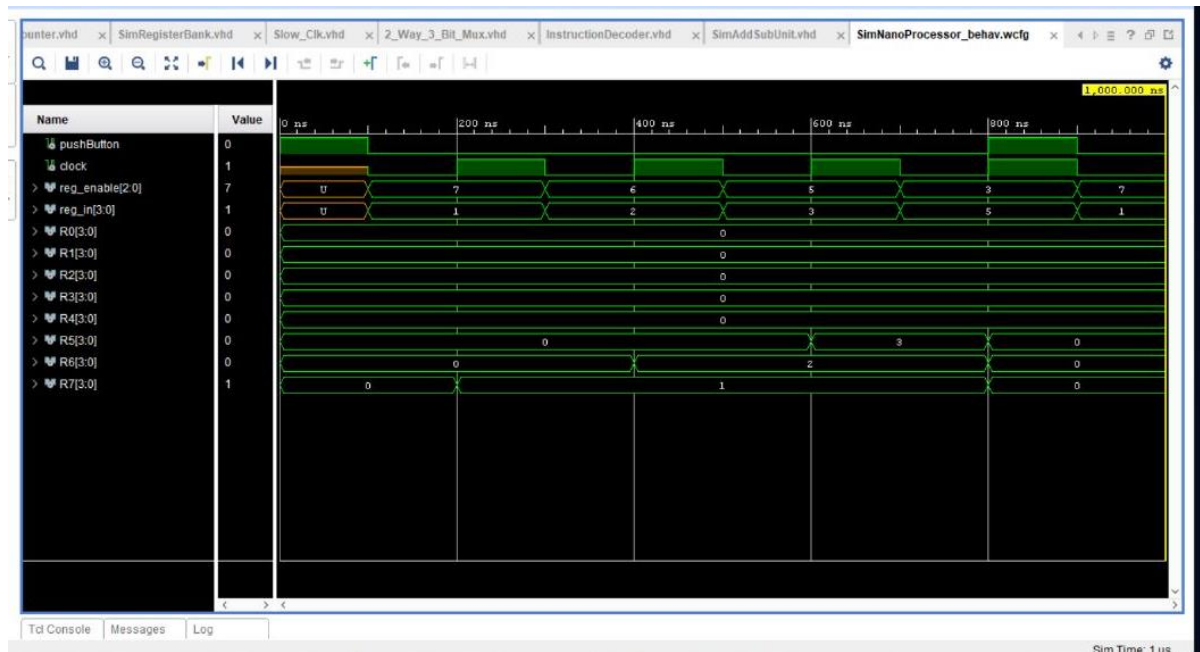 ounter.vhd × SimRegisterBank.vhd × Slow_Clk.vhd × 2_Way_3_Bit_Mux.vhd × InstructionDecoder.vhd × SimAddSubUnit.vhd × SimNanoProcessor_behav.wcfg ×
1,000.000 ns
Name Value 0 ns 200 ns 400 ns 600 ns 800 ns
pushButton 0
clock 1
reg_enable[2:0] 7 U 7 6 5 3 7
reg_in[3:0] 1 U 1 2 3 5 1
R0[3:0] 0 0
R1[3:0] 0 0
R2[3:0] 0 0
R3[3:0] 0 0
R4[3:0] 0 0
R5[3:0] 0 0 3 0
R6[3:0] 0 0 2 0
R7[3:0] 1 0 1 0
Tcl Console Messages Log
Sim Time: 1 us